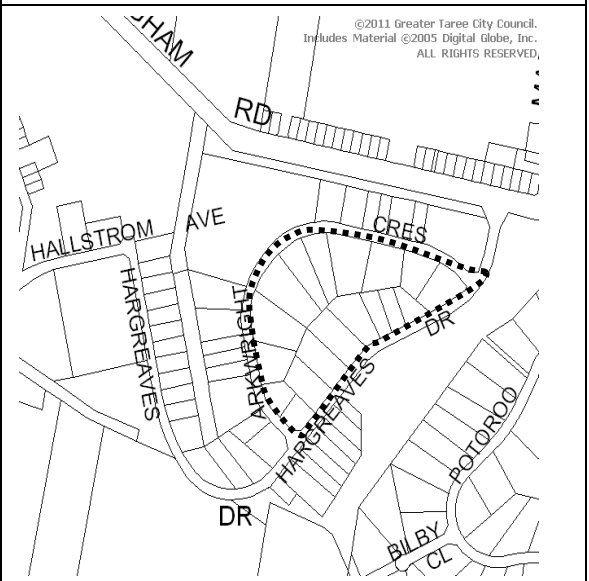 ©2011 Greater Taree City Council.
Includes Material ©2005 Digital Globe, Inc.
ALL RIGHTS RESERVED
GHAM
RD
CRES
HALLSTROM AVE
HARGREAVES
ARKWRIGHT
DR
HARGREAVES
POTOROO
DR
BILBY
CL